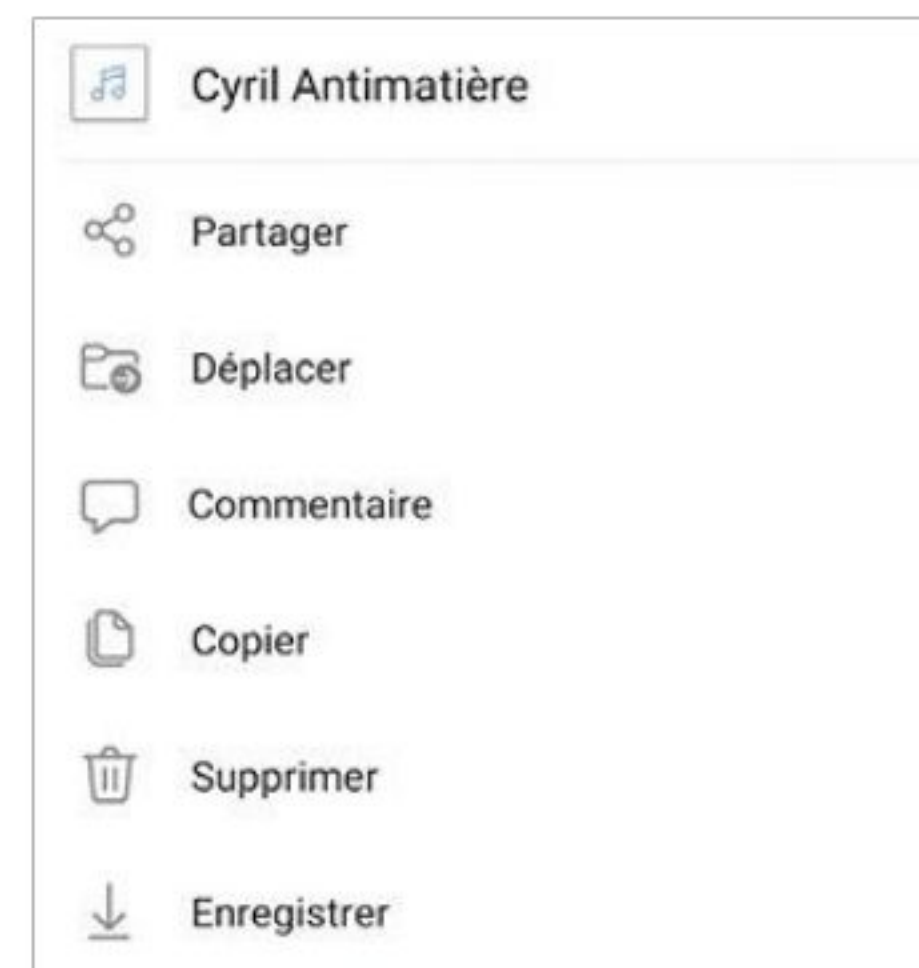 Cyril Antimatière
Partager
Déplacer
Commentaire
Copier
Supprimer
Enregistrer